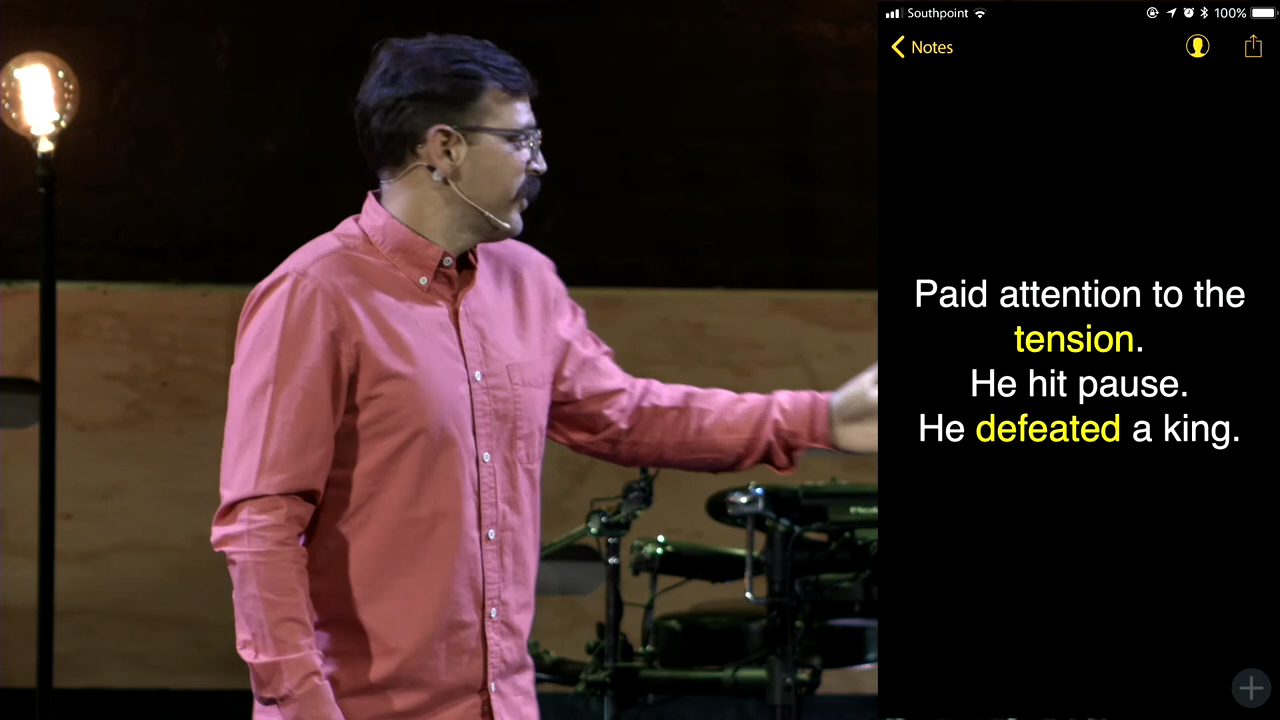 Southpoint
100%
Notes
Paid attention to the
tension.
He hit pause.
He defeated a king.